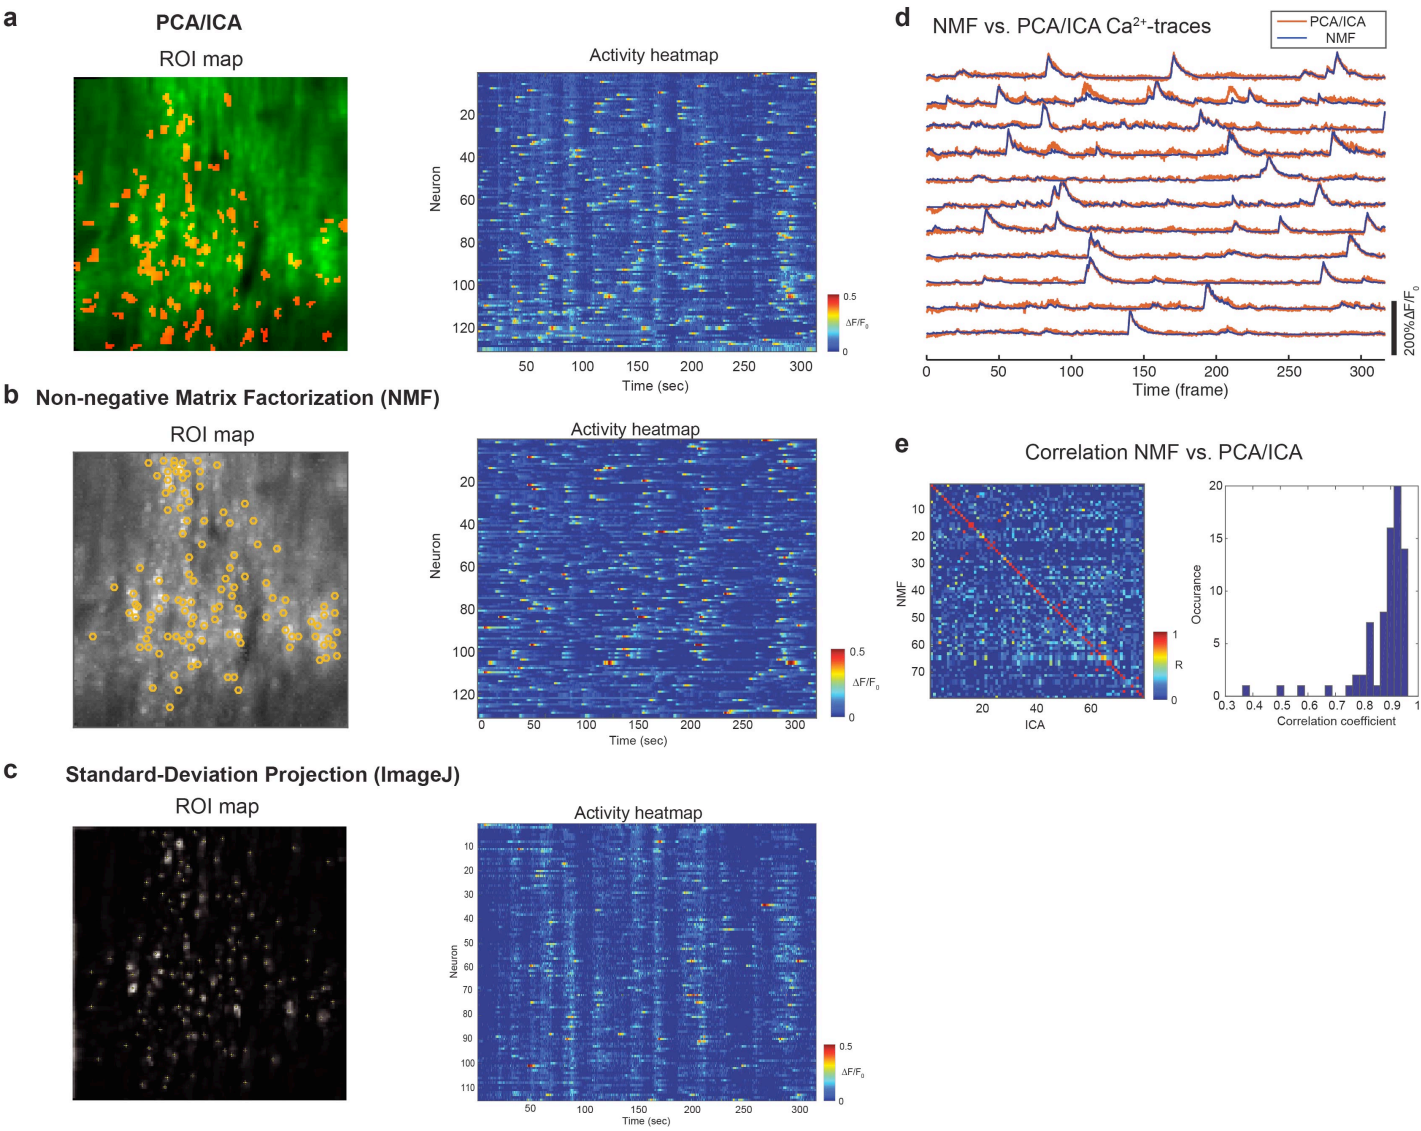 a
PCA/ICA
ROI map
Activity heatmap
Neuron
20
40
60
80
100
120
50
100
150
200
250
300
Time (sec)
0.5
ΔF/F₀
0
b
Non-negative Matrix Factorization (NMF)
ROI map
Activity heatmap
Neuron
20
40
60
80
100
120
0
50
100
150
200
250
300
Time (sec)
0.5
ΔF/F₀
0
c
Standard-Deviation Projection (ImageJ)
ROI map
Activity heatmap
Neuron
10
20
30
40
50
60
70
80
90
100
110
50
100
150
200
250
300
Time (sec)
0.5
ΔF/F₀
0
d
NMF vs. PCA/ICA Ca²⁺-traces
PCA/ICA
NMF
200%ΔF/F₀
0
50
100
150
200
250
300
Time (frame)
e
Correlation NMF vs. PCA/ICA
NMF
10
20
30
40
50
60
70
20
40
60
ICA
1
R
0
Occurance
20
15
10
5
0
0.3
0.4
0.5
0.6
0.7
0.8
0.9
1
Correlation coefficient